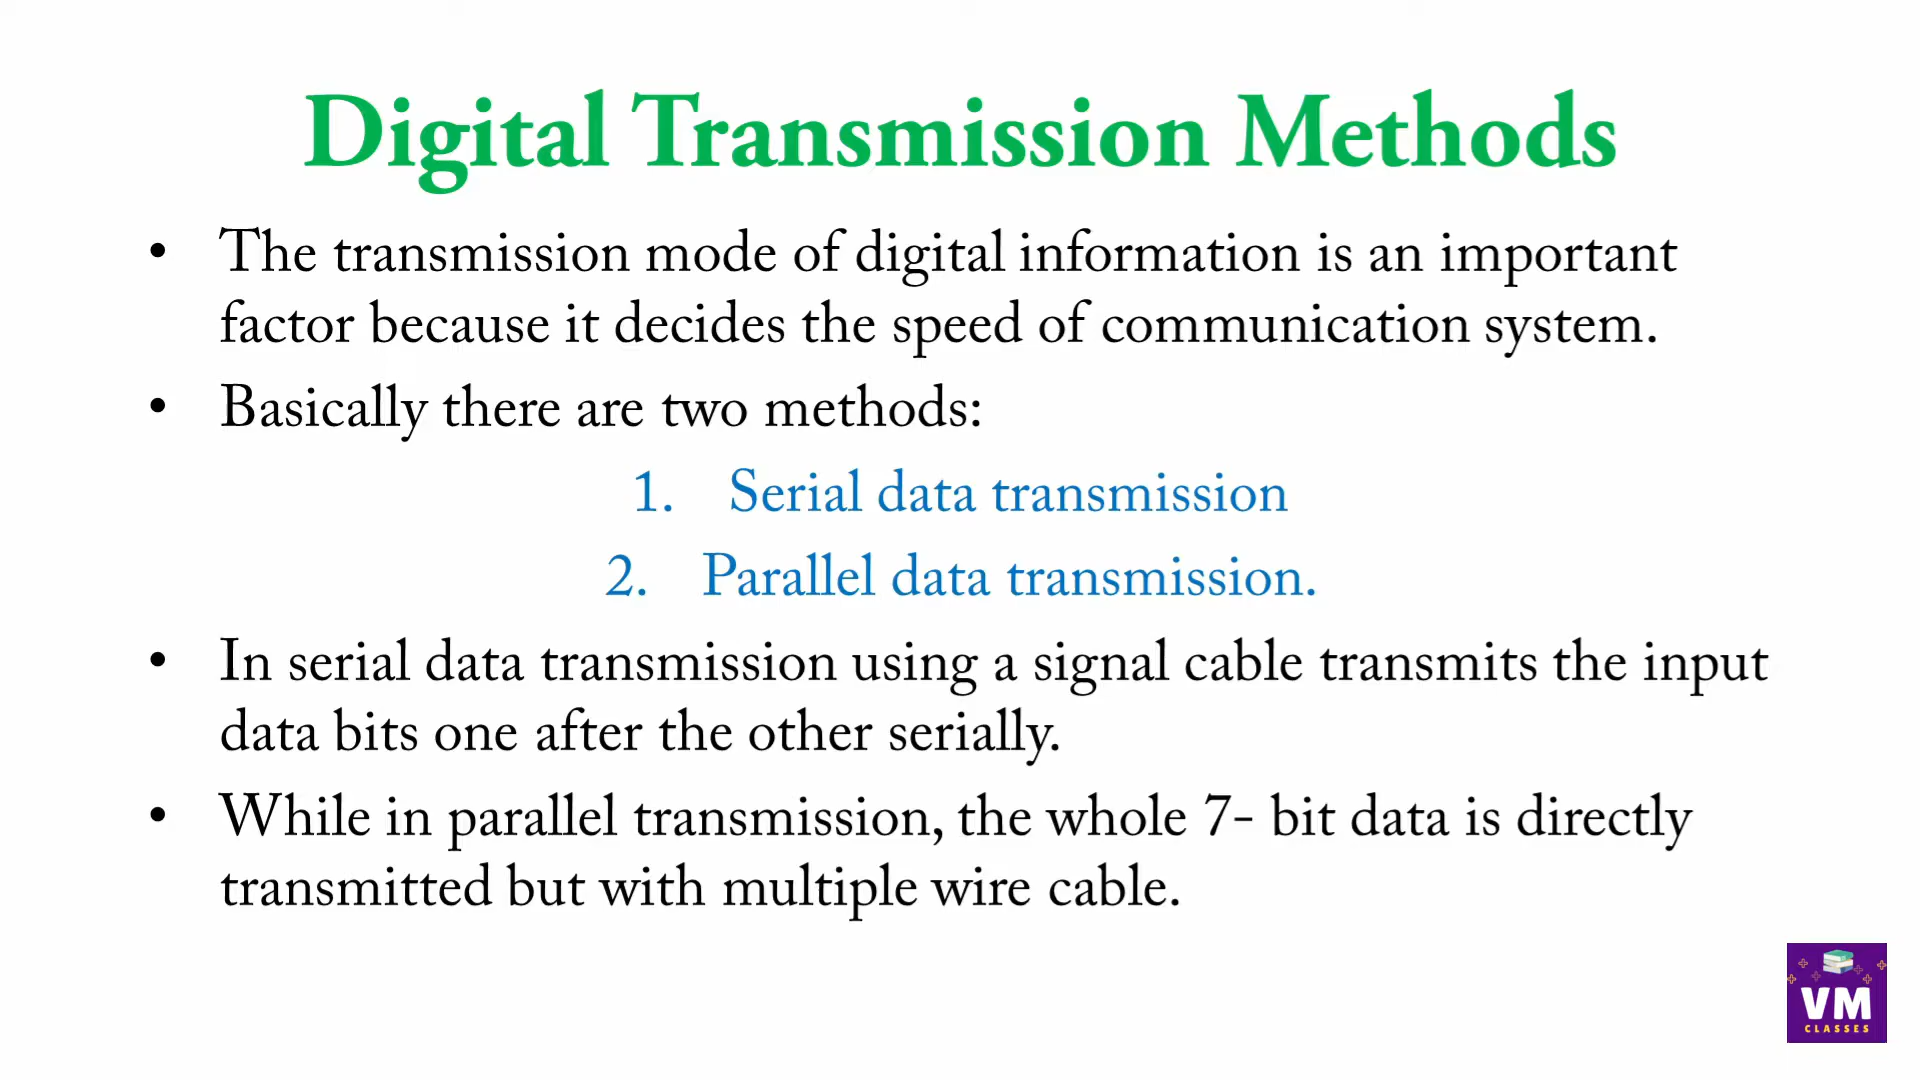 Digital Transmission Methods
• The transmission mode of digital information is an important
factor because it decides the speed of communication system.
• Basically there are two methods:
1. Serial data transmission
2. Parallel data transmission.
• In serial data transmission using a signal cable transmits the input
data bits one after the other serially.
• While in parallel transmission, the whole 7- bit data is directly
transmitted but with multiple wire cable.
VM
CLASSES